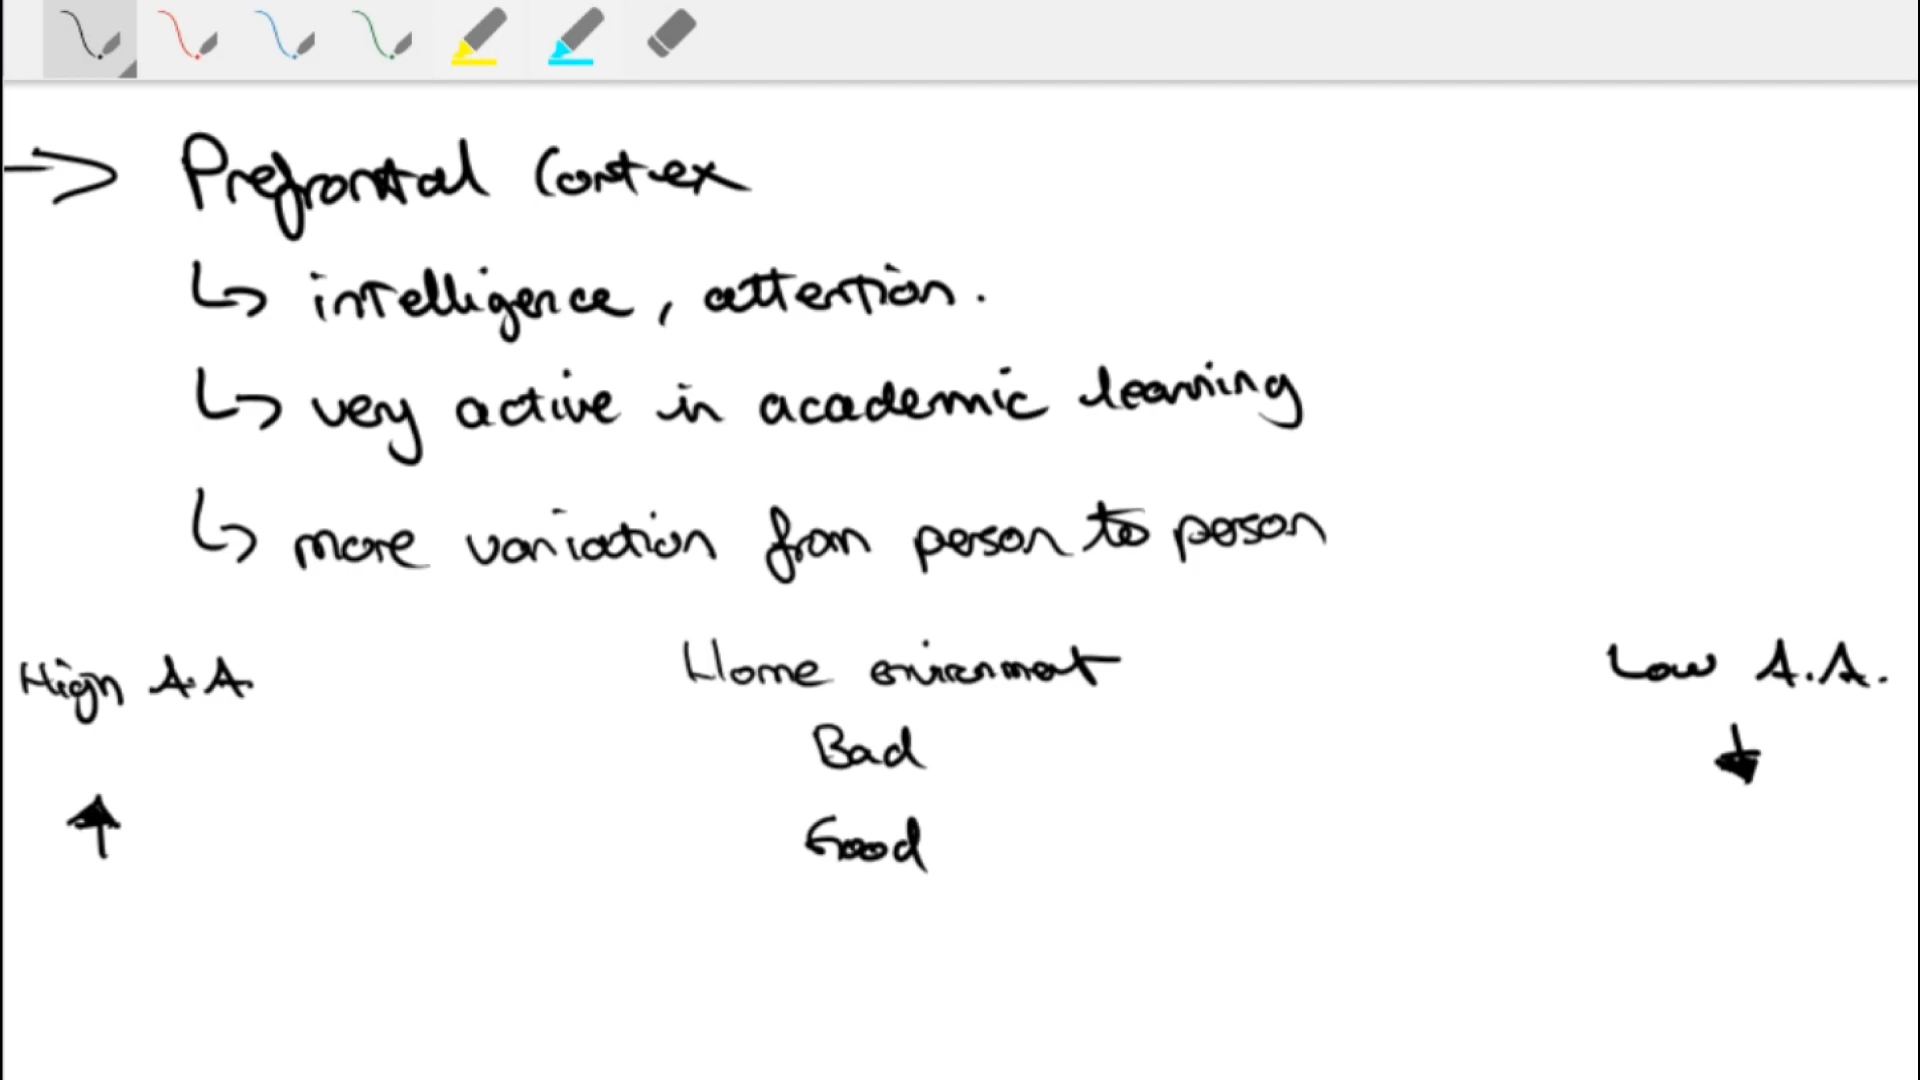 → Prefrontal Cortex
↳ intelligence, attention.
↳ very active in academic learning
↳ more variation from person to person
High A.A. Home environment Low A.A.
Bad ↓
↑ Good